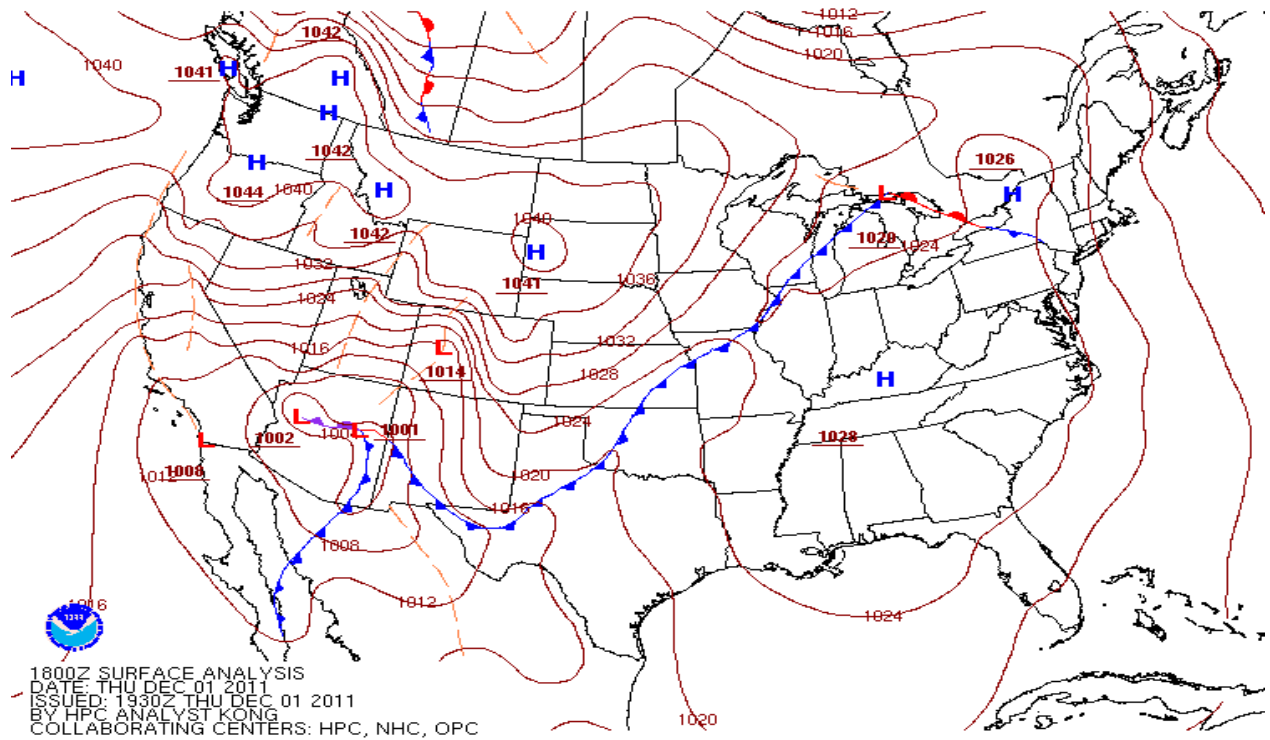 1012
1016
1020
1042
1040
H
1041
H
H
H
H
1042
1026
1044
1040
H
H
L
H
1042
1040
H
1020
1024
1032
1041
1036
1024
1016
L
1014
1032
1028
H
L
L
1002
1001
1024
1028
L
1008
1012
1020
1016
1008
1016
1012
1024
1020
1800Z SURFACE ANALYSIS
DATE: THU DEC 01 2011
ISSUED: 1930Z THU DEC 01 2011
BY HPC ANALYST KONG
COLLABORATING CENTERS: HPC, NHC, OPC